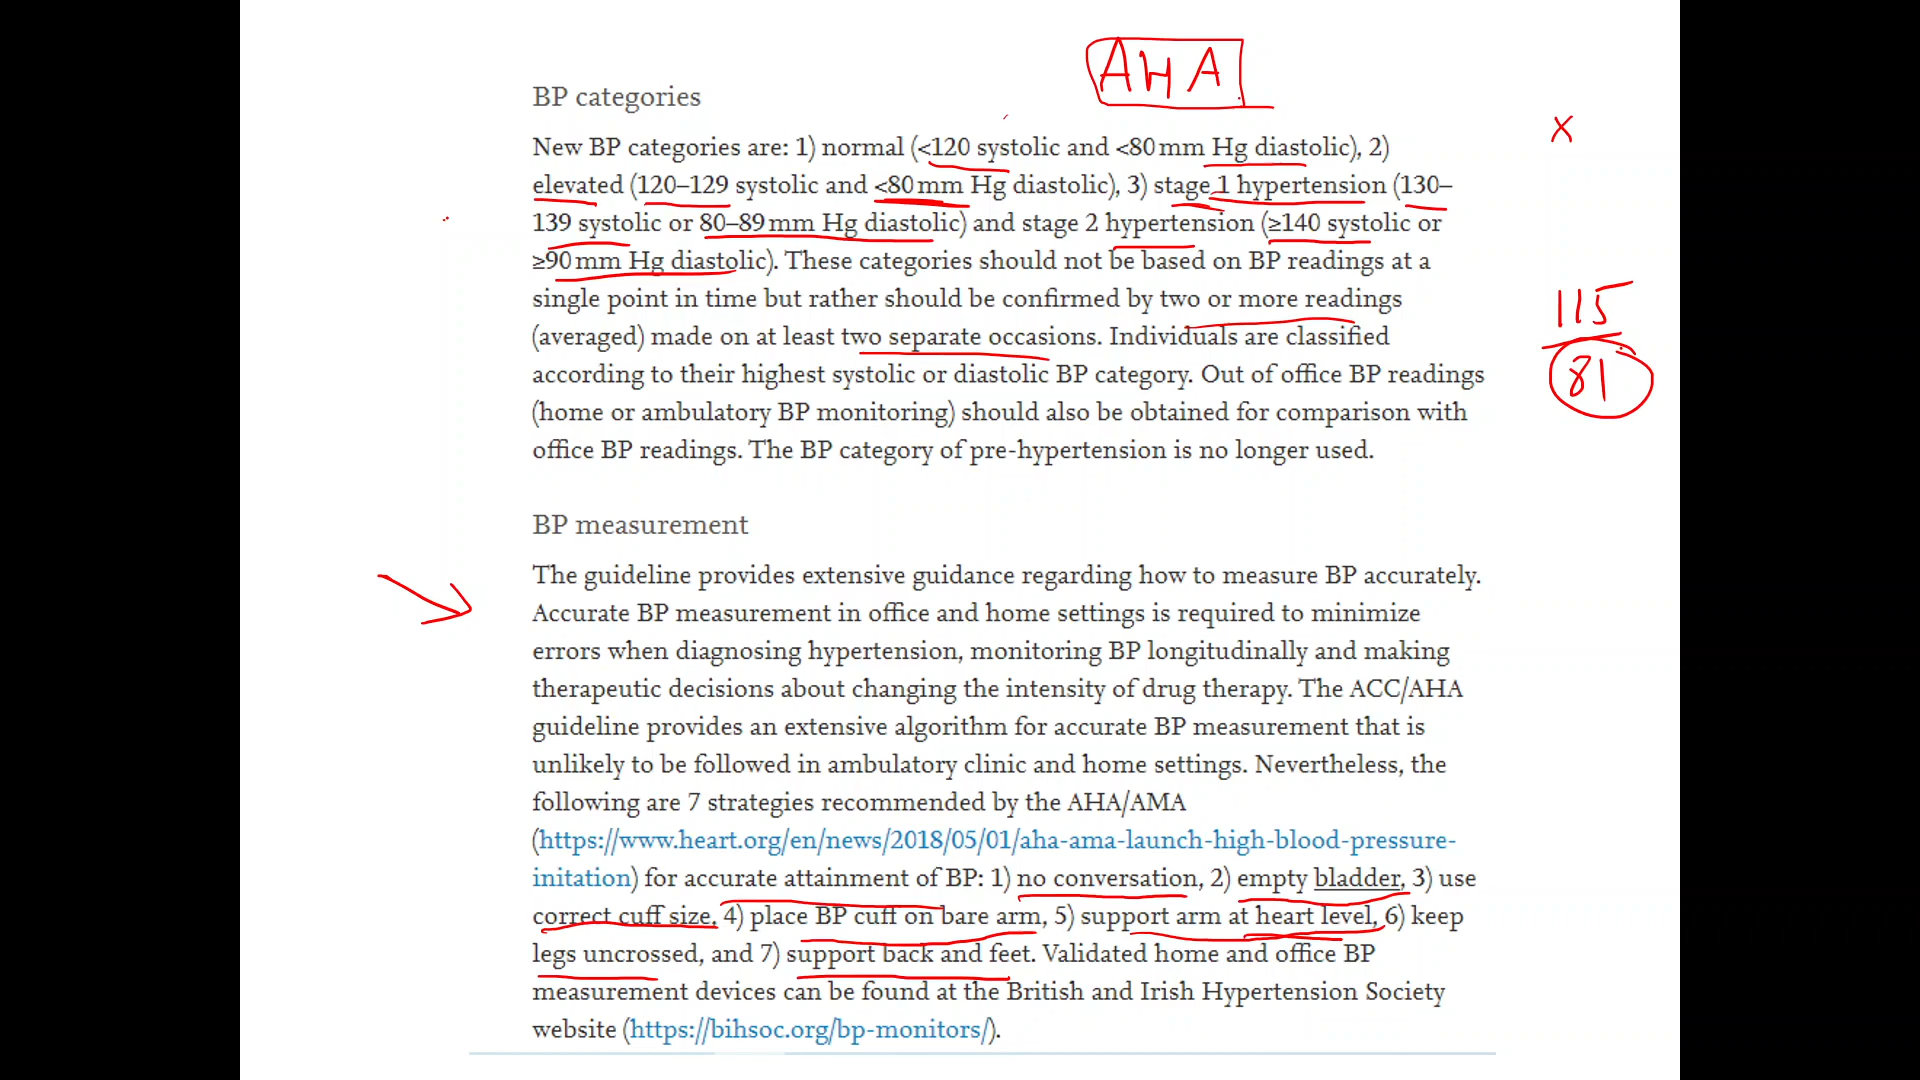 AHA
BP categories
x
New BP categories are: 1) normal (<120 systolic and <80 mm Hg diastolic), 2)
elevated (120–129 systolic and <80 mm Hg diastolic), 3) stage 1 hypertension (130–
139 systolic or 80–89 mm Hg diastolic) and stage 2 hypertension (≥140 systolic or
≥90 mm Hg diastolic). These categories should not be based on BP readings at a
single point in time but rather should be confirmed by two or more readings
(averaged) made on at least two separate occasions. Individuals are classified
according to their highest systolic or diastolic BP category. Out of office BP readings
(home or ambulatory BP monitoring) should also be obtained for comparison with
office BP readings. The BP category of pre-hypertension is no longer used.
115
81
BP measurement
The guideline provides extensive guidance regarding how to measure BP accurately.
Accurate BP measurement in office and home settings is required to minimize
errors when diagnosing hypertension, monitoring BP longitudinally and making
therapeutic decisions about changing the intensity of drug therapy. The ACC/AHA
guideline provides an extensive algorithm for accurate BP measurement that is
unlikely to be followed in ambulatory clinic and home settings. Nevertheless, the
following are 7 strategies recommended by the AHA/AMA
(https://www.heart.org/en/news/2018/05/01/aha-ama-launch-high-blood-pressure-
initation) for accurate attainment of BP: 1) no conversation, 2) empty bladder, 3) use
correct cuff size, 4) place BP cuff on bare arm, 5) support arm at heart level, 6) keep
legs uncrossed, and 7) support back and feet. Validated home and office BP
measurement devices can be found at the British and Irish Hypertension Society
website (https://bihsoc.org/bp-monitors/).